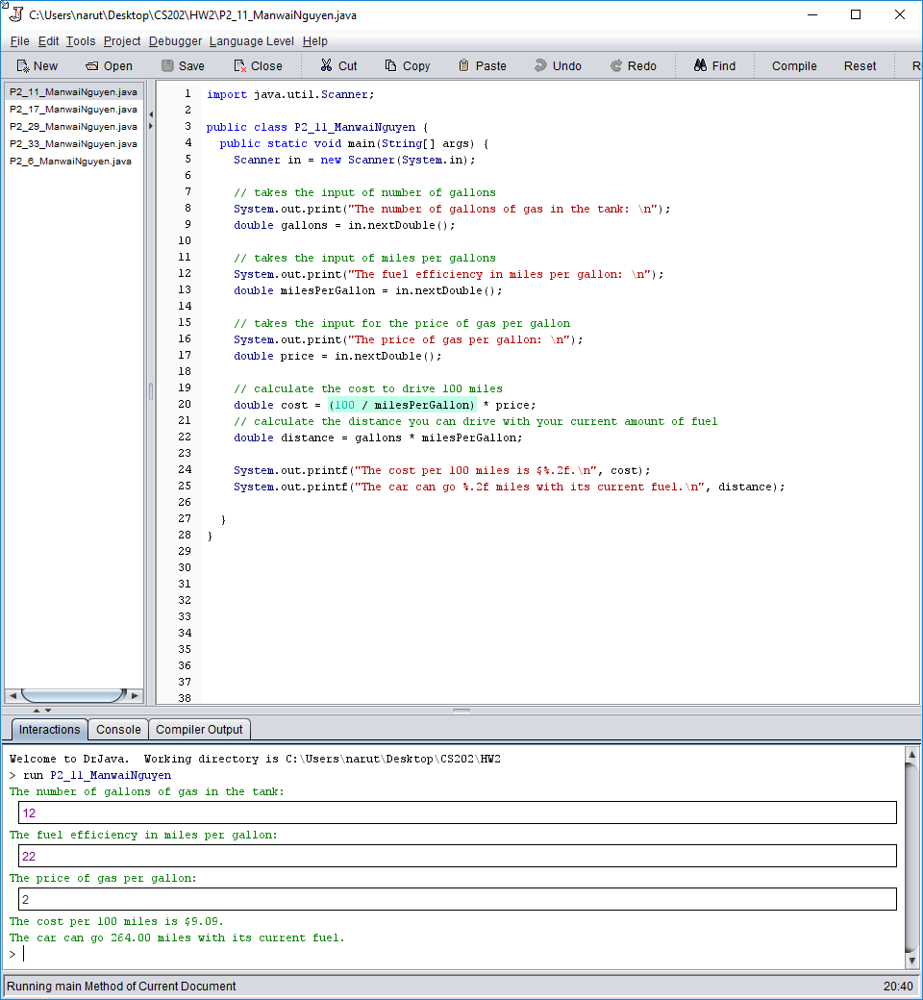 C:\Users\narut\Desktop\CS202\HW2\P2_11_ManwaiNguyen.java
File Edit Tools Project Debugger Language Level Help
New Open Save Close Cut Copy Paste Undo Redo Find Compile Reset R
P2_11_ManwaiNguyen.java
P2_17_ManwaiNguyen.java
P2_29_ManwaiNguyen.java
P2_33_ManwaiNguyen.java
P2_6_ManwaiNguyen.java
1 import java.util.Scanner;
2
3 public class P2_11_ManwaiNguyen {
4 public static void main(String[] args) {
5 Scanner in = new Scanner(System.in);
6
7 // takes the input of number of gallons
8 System.out.print("The number of gallons of gas in the tank: \n");
9 double gallons = in.nextDouble();
10
11 // takes the input of miles per gallons
12 System.out.print("The fuel efficiency in miles per gallon: \n");
13 double milesPerGallon = in.nextDouble();
14
15 // takes the input for the price of gas per gallon
16 System.out.print("The price of gas per gallon: \n");
17 double price = in.nextDouble();
18
19 // calculate the cost to drive 100 miles
20 double cost = (100 / milesPerGallon) * price;
21 // calculate the distance you can drive with your current amount of fuel
22 double distance = gallons * milesPerGallon;
23
24 System.out.printf("The cost per 100 miles is $%.2f.\n", cost);
25 System.out.printf("The car can go %.2f miles with its current fuel.\n", distance);
26
27 }
28 }
29
30
31
32
33
34
35
36
37
38
Interactions Console Compiler Output
Welcome to DrJava. Working directory is C:\Users\narut\Desktop\CS202\HW2
> run P2_11_ManwaiNguyen
The number of gallons of gas in the tank:
12
The fuel efficiency in miles per gallon:
22
The price of gas per gallon:
2
The cost per 100 miles is $9.09.
The car can go 264.00 miles with its current fuel.
>
Running main Method of Current Document 20:40